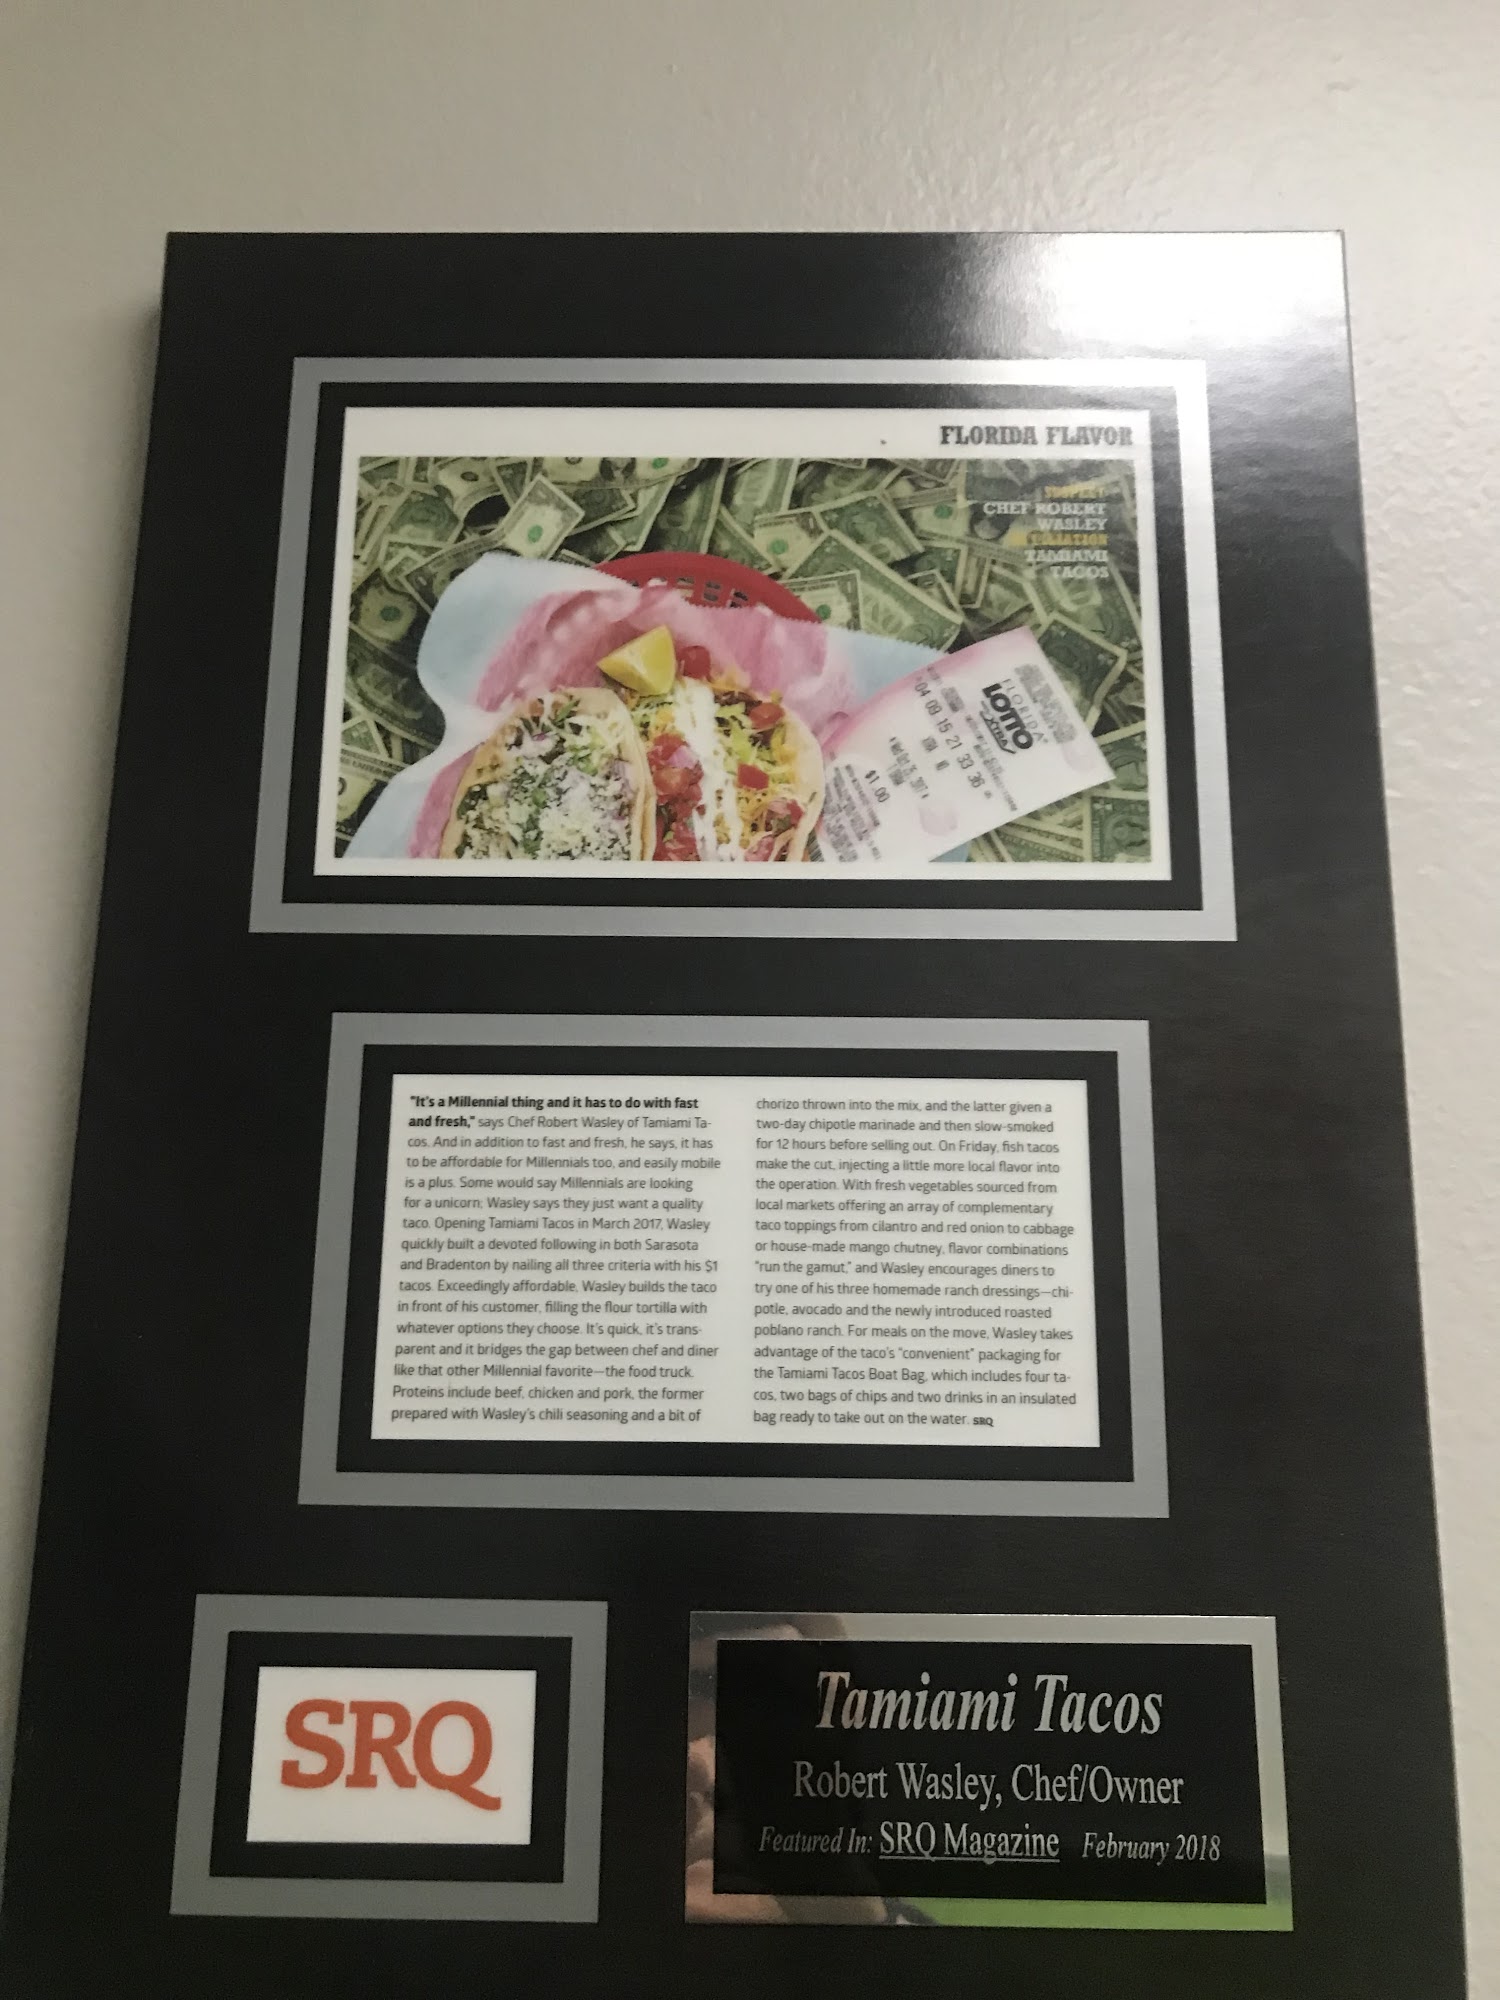 FLORIDA FLAVOR
SUBJECT
CHEF ROBERT
WASLEY
LOCATION
TAMIAMI
TACOS
FLORIDA
LOTTO
XTRA
04 09 15 21 33 36
$1.00
"It's a Millennial thing and it has to do with fast
and fresh," says Chef Robert Wasley of Tamiami Ta-
cos. And in addition to fast and fresh, he says, it has
to be affordable for Millennials too, and easily mobile
is a plus. Some would say Millennials are looking
for a unicorn; Wasley says they just want a quality
taco. Opening Tamiami Tacos in March 2017, Wasley
quickly built a devoted following in both Sarasota
and Bradenton by nailing all three criteria with his $1
tacos. Exceedingly affordable, Wasley builds the taco
in front of his customer, filling the flour tortilla with
whatever options they choose. It's quick, it's trans-
parent and it bridges the gap between chef and diner
like that other Millennial favorite—the food truck.
Proteins include beef, chicken and pork, the former
prepared with Wasley's chili seasoning and a bit of
chorizo thrown into the mix, and the latter given a
two-day chipotle marinade and then slow-smoked
for 12 hours before selling out. On Friday, fish tacos
make the cut, injecting a little more local flavor into
the operation. With fresh vegetables sourced from
local markets offering an array of complementary
taco toppings from cilantro and red onion to cabbage
or house-made mango chutney, flavor combinations
"run the gamut," and Wasley encourages diners to
try one of his three homemade ranch dressings—chi-
potle, avocado and the newly introduced roasted
poblano ranch. For meals on the move, Wasley takes
advantage of the taco's "convenient" packaging for
the Tamiami Tacos Boat Bag, which includes four ta-
cos, two bags of chips and two drinks in an insulated
bag ready to take out on the water. SRQ
SRQ
Tamiami Tacos
Robert Wasley, Chef/Owner
Featured In: SRQ Magazine February 2018